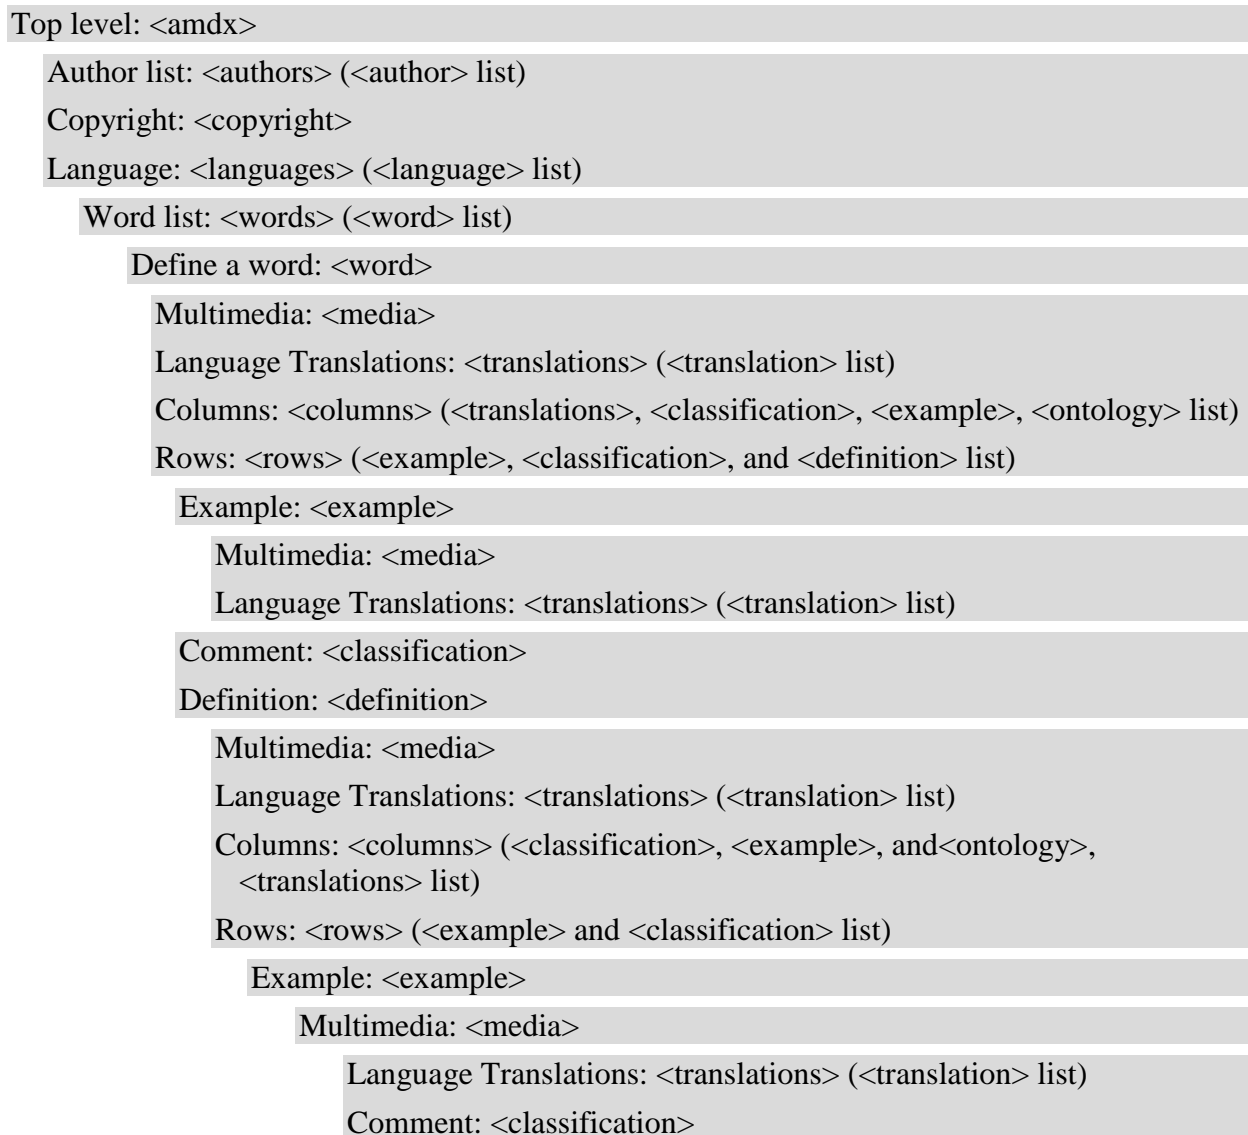 Top level: <amdx>
Author list: <authors> (<author> list)
Copyright: <copyright>
Language: <languages> (<language> list)
Word list: <words> (<word> list)
Define a word: <word>
Multimedia: <media>
Language Translations: <translations> (<translation> list)
Columns: <columns> (<translations>, <classification>, <example>, <ontology> list)
Rows: <rows> (<example>, <classification>, and <definition> list)
Example: <example>
Multimedia: <media>
Language Translations: <translations> (<translation> list)
Comment: <classification>
Definition: <definition>
Multimedia: <media>
Language Translations: <translations> (<translation> list)
Columns: <columns> (<classification>, <example>, and<ontology>,
<translations> list)
Rows: <rows> (<example> and <classification> list)
Example: <example>
Multimedia: <media>
Language Translations: <translations> (<translation> list)
Comment: <classification>